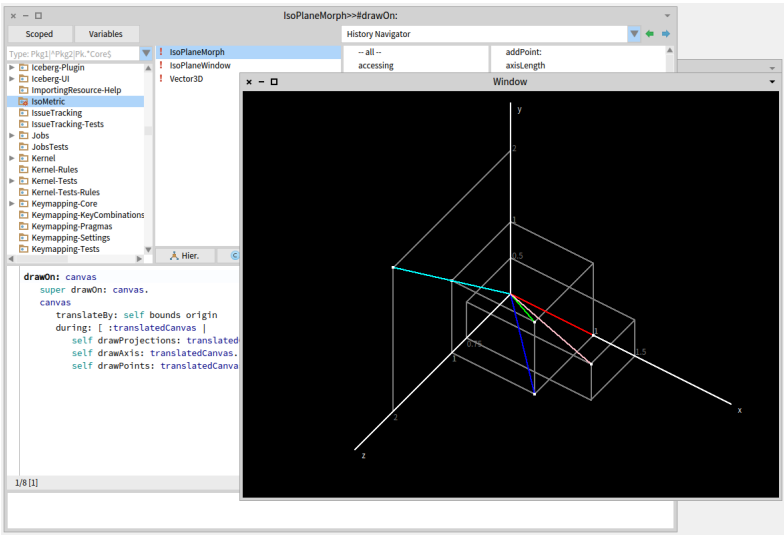 IsoPlaneMorph>>#drawOn:
Scoped
Variables
History Navigator
Type: Pkg1|^Pkg2|Pk.*Core$
Iceberg-Plugin
Iceberg-UI
ImportingResource-Help
IsoMetric
IssueTracking
IssueTracking-Tests
Jobs
JobsTests
Kernel
Kernel-Rules
Kernel-Tests
Kernel-Tests-Rules
Keymapping-Core
Keymapping-KeyCombinations
Keymapping-Pragmas
Keymapping-Settings
Keymapping-Tests
! IsoPlaneMorph
! IsoPlaneWindow
! Vector3D
-- all --
accessing
addPoint:
axisLength
Hier.
C
drawOn: canvas
super drawOn: canvas.
canvas
translateBy: self bounds origin
during: [ :translatedCanvas |
self drawProjections: translated
self drawAxis: translatedCanvas.
self drawPoints: translatedCanva
1/8 [1]
Window
y
2
1
0.5
0.75
1
1
1.5
2
x
z